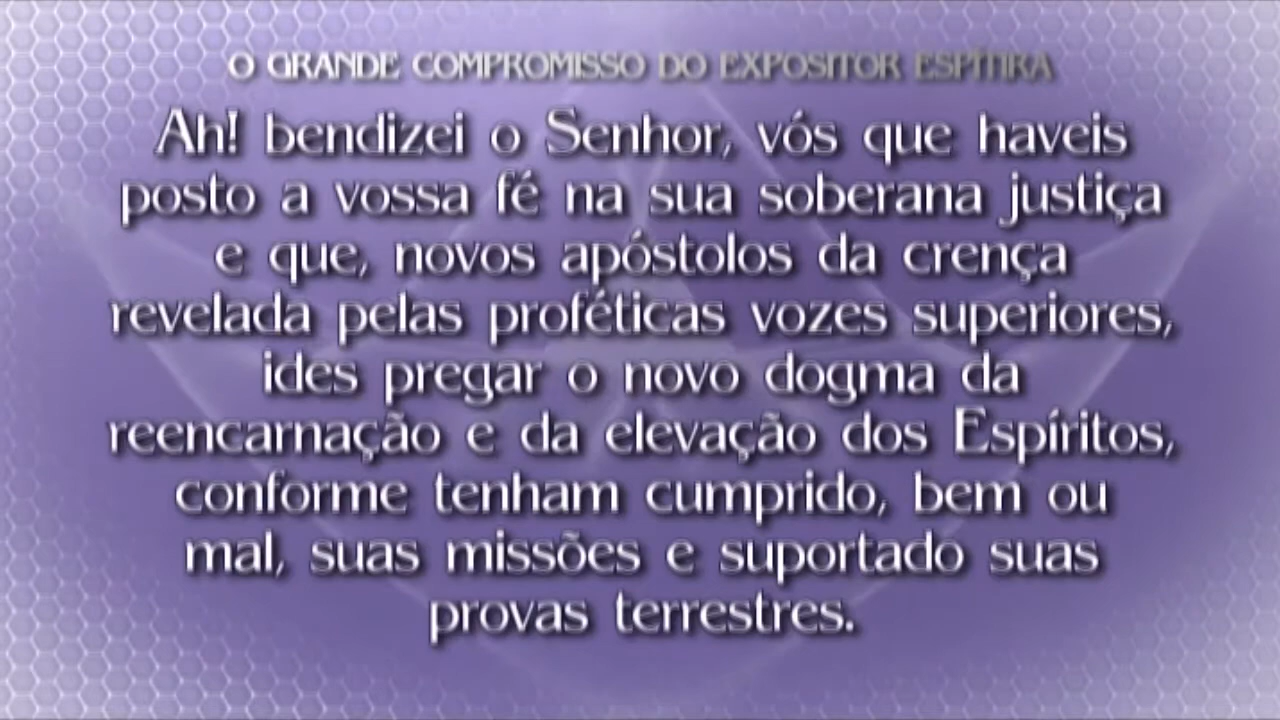 O GRANDE COMPROMISSO DO EXPOSITOR ESPÍTIRA
Ah! bendizei o Senhor, vós que haveis
posto a vossa fé na sua soberana justiça
e que, novos apóstolos da crença
revelada pelas proféticas vozes superiores,
ides pregar o novo dogma da
reencarnação e da elevação dos Espíritos,
conforme tenham cumprido, bem ou
mal, suas missões e suportado suas
provas terrestres.